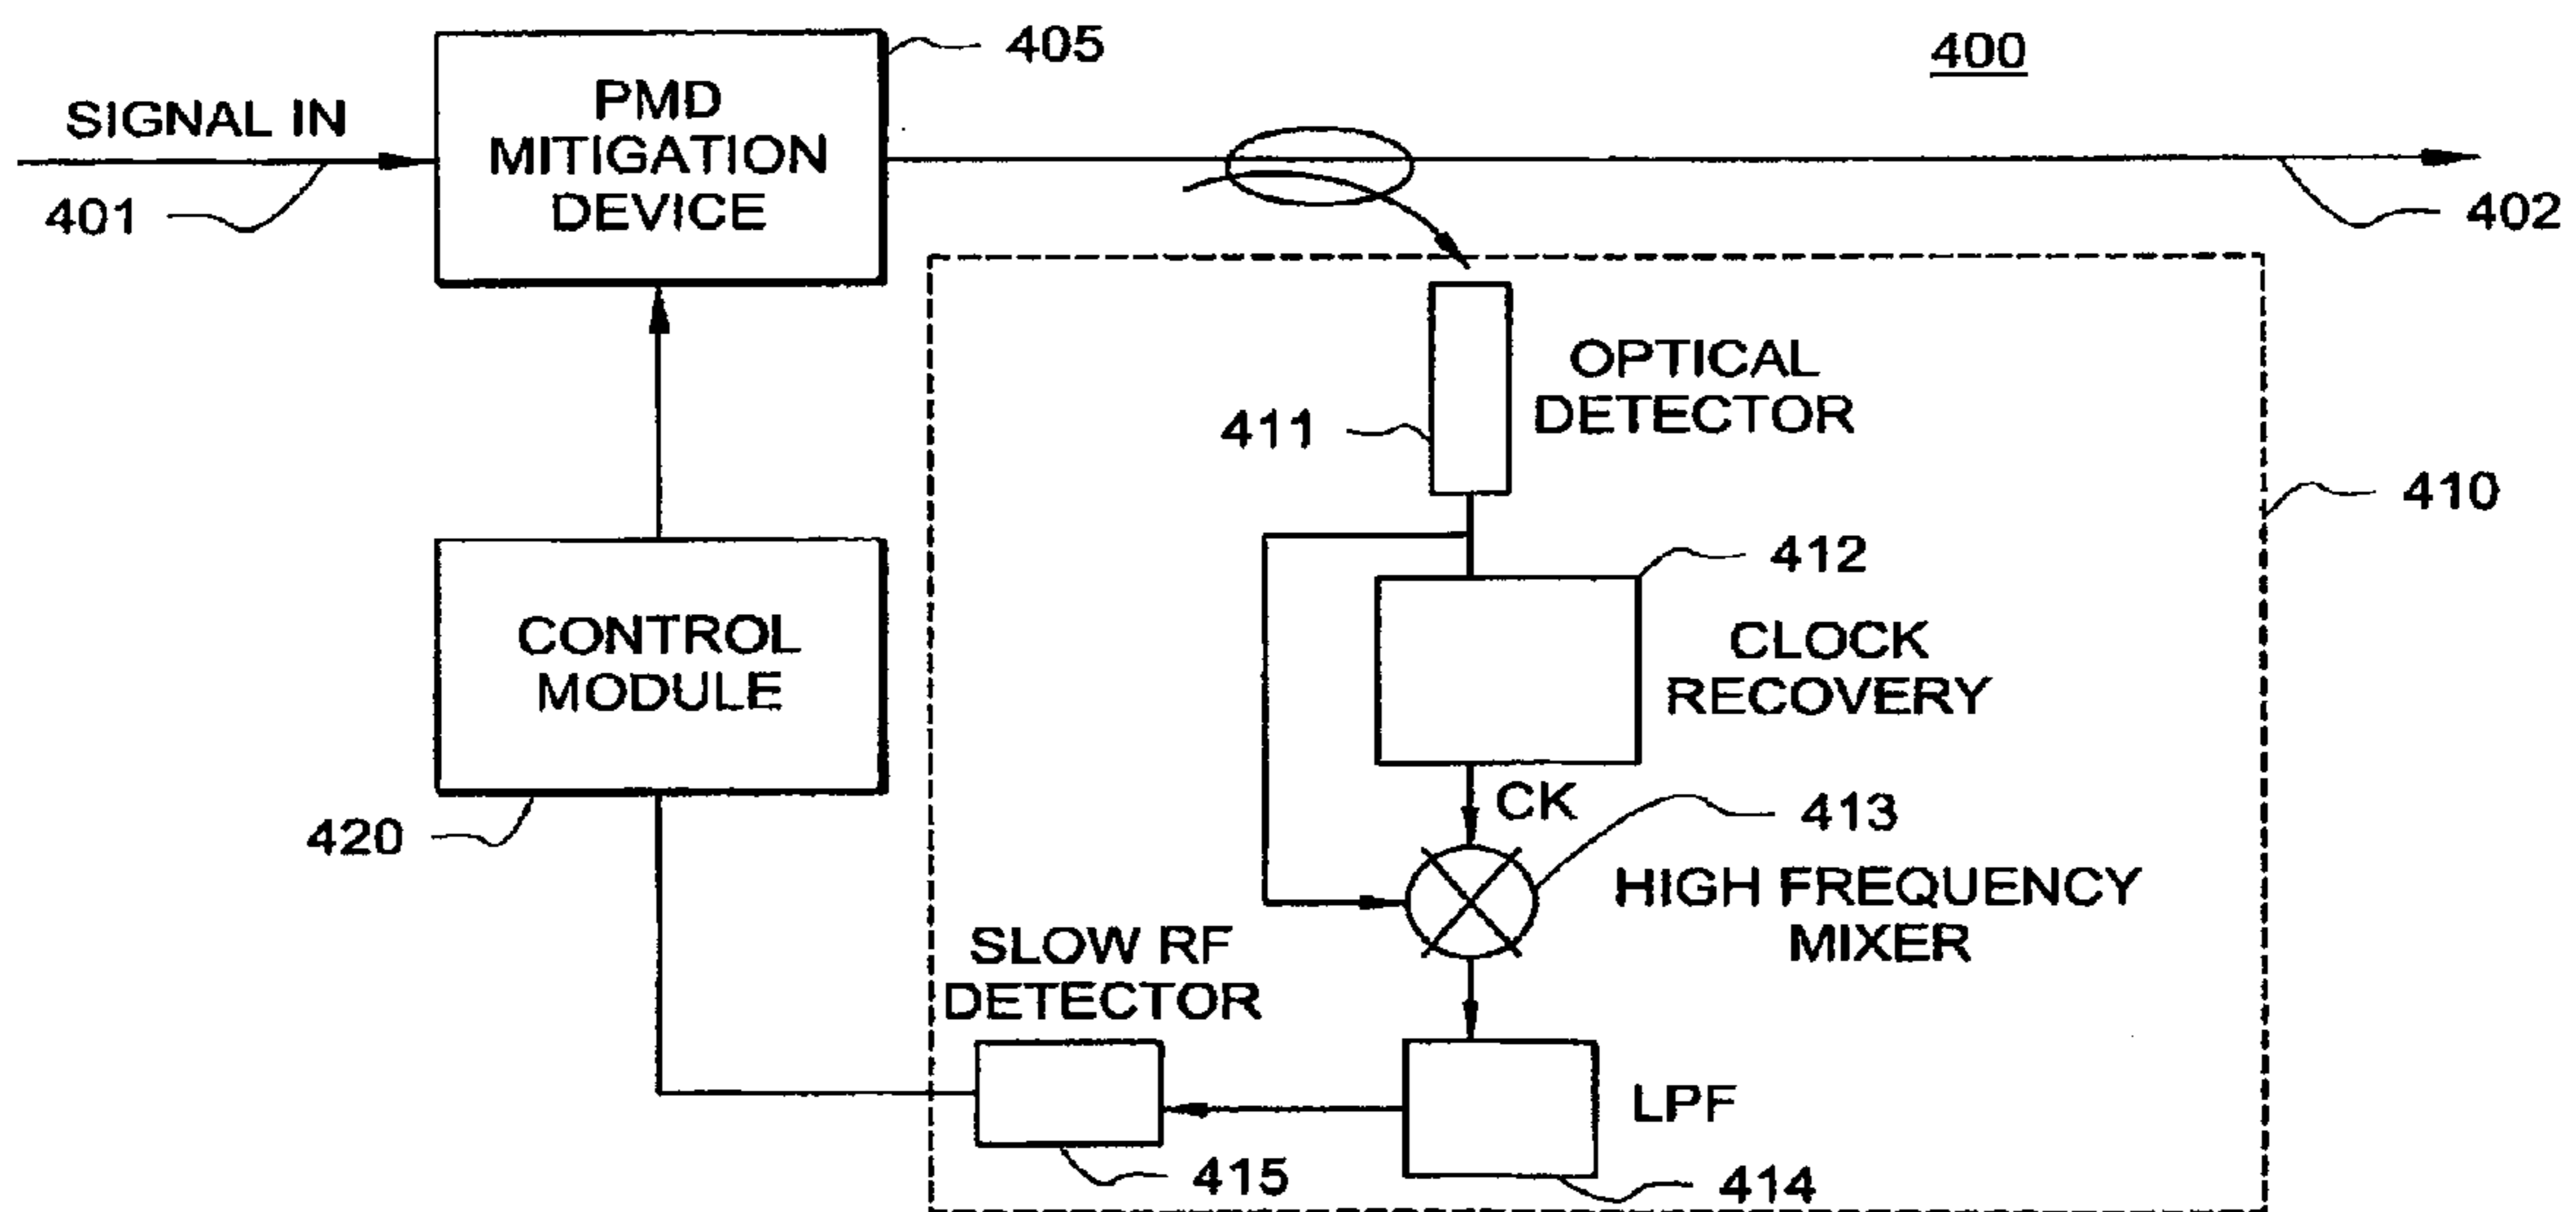 400
405
SIGNAL IN
PMD
MITIGATION
DEVICE
401
402
OPTICAL
DETECTOR
411
410
412
CLOCK
RECOVERY
CONTROL
MODULE
CK
413
420
HIGH FREQUENCY
MIXER
SLOW RF
DETECTOR
LPF
415
414